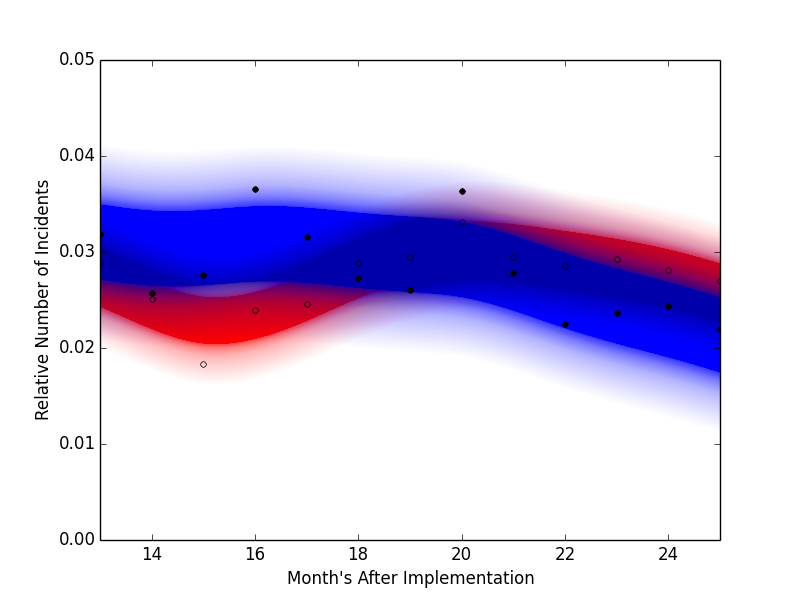 0.05
0.04
0.03
0.02
0.01
0.00
Relative Number of Incidents
14 16 18 20 22 24
Month's After Implementation